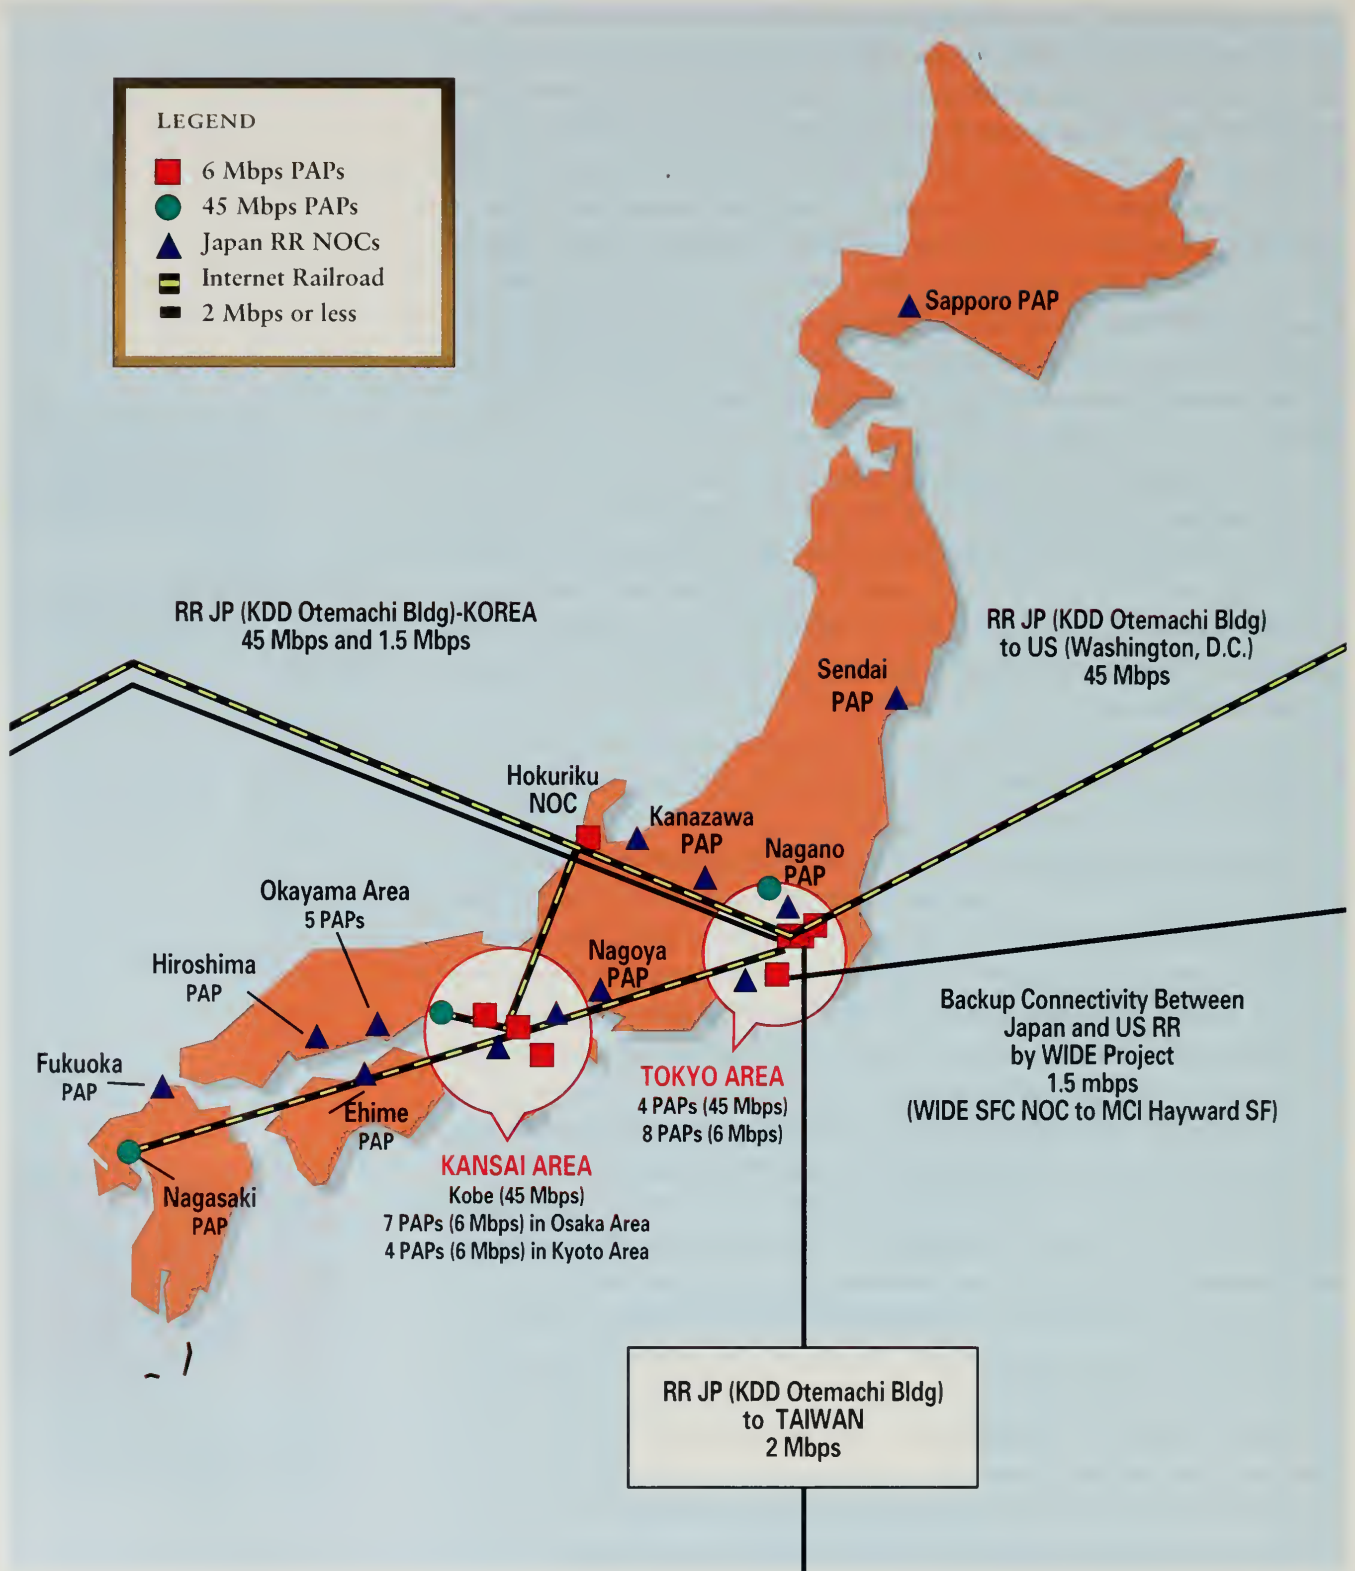 LEGEND
6 Mbps PAPs
45 Mbps PAPs
Japan RR NOCs
Internet Railroad
2 Mbps or less
Sapporo PAP
RR JP (KDD Otemachi Bldg)-KOREA
45 Mbps and 1.5 Mbps
RR JP (KDD Otemachi Bldg)
to US (Washington, D.C.)
45 Mbps
Sendai
PAP
Hokuriku
NOC
Kanazawa
PAP
Nagano
PAP
Okayama Area
5 PAPs
Nagoya
PAP
Hiroshima
PAP
Backup Connectivity Between
Japan and US RR
by WIDE Project
1.5 mbps
(WIDE SFC NOC to MCI Hayward SF)
Fukuoka
PAP
TOKYO AREA
4 PAPs (45 Mbps)
8 PAPs (6 Mbps)
Ehime
PAP
KANSAI AREA
Kobe (45 Mbps)
7 PAPs (6 Mbps) in Osaka Area
4 PAPs (6 Mbps) in Kyoto Area
Nagasaki
PAP
RR JP (KDD Otemachi Bldg)
to TAIWAN
2 Mbps